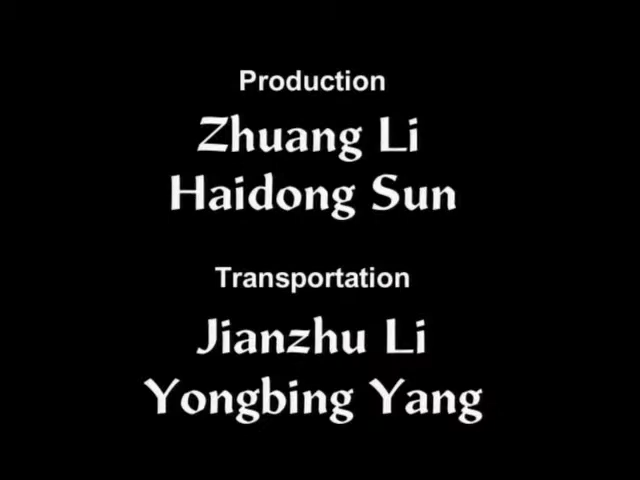 Production
Zhuang Li
Haidong Sun
Transportation
Jianzhu Li
Yongbing Yang